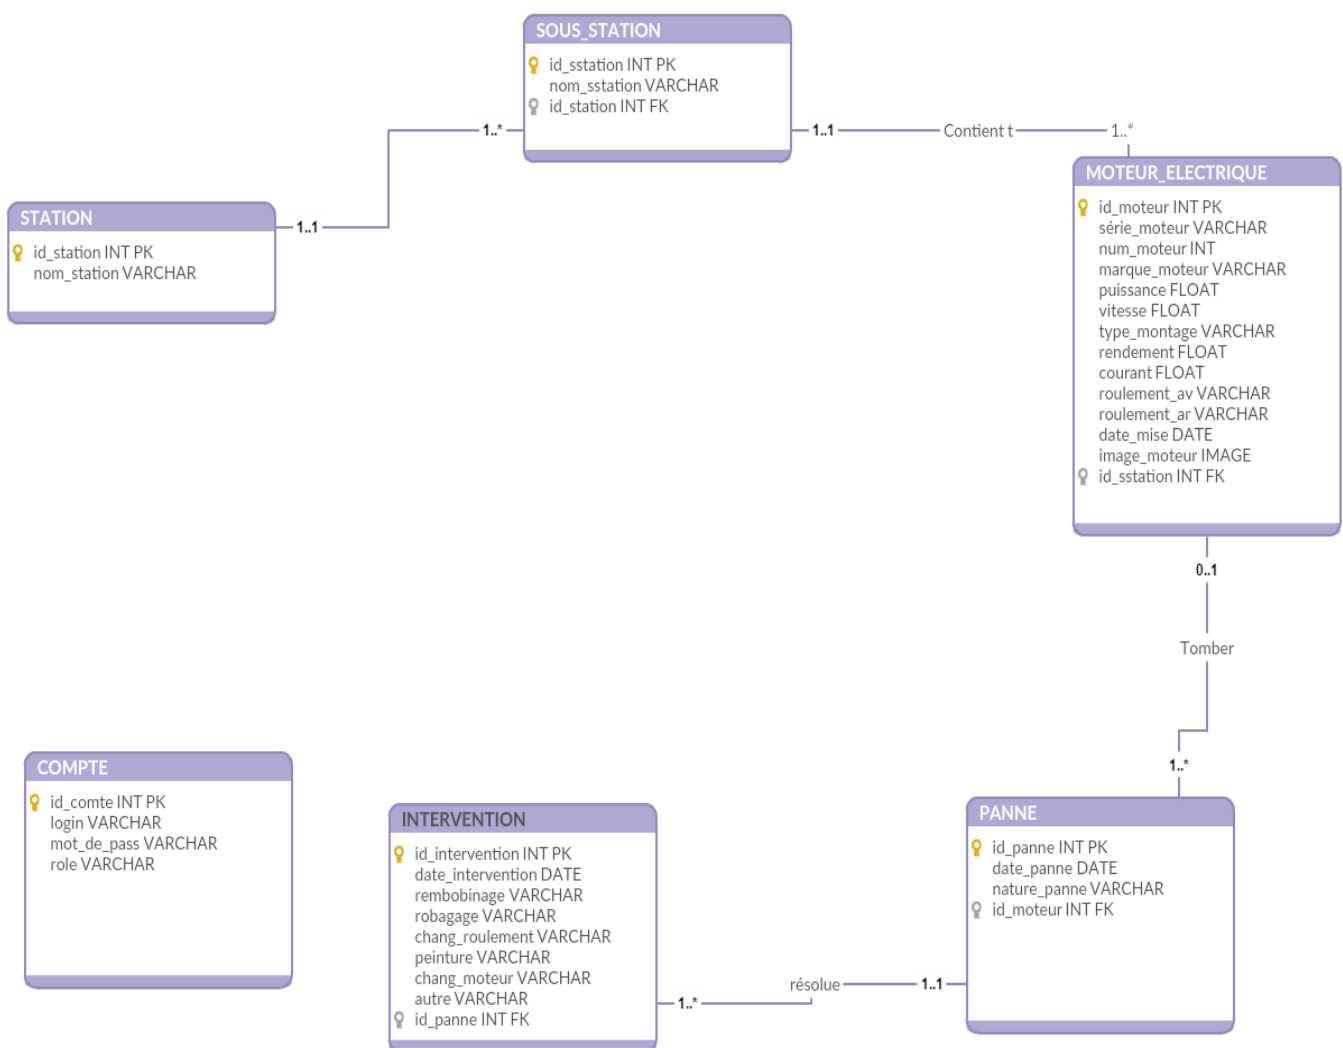 SOUS_STATION
id_sstation INT PK
nom_sstation VARCHAR
id_station INT FK
1..*
1..1
Contient t
1..*
STATION
id_station INT PK
nom_station VARCHAR
1..1
MOTEUR_ELECTRIQUE
id_moteur INT PK
série_moteur VARCHAR
num_moteur INT
marque_moteur VARCHAR
puissance FLOAT
vitesse FLOAT
type_montage VARCHAR
rendement FLOAT
courant FLOAT
roulement_av VARCHAR
roulement_ar VARCHAR
date_mise DATE
image_moteur IMAGE
id_sstation INT FK
0..1
Tomber
1..*
COMPTE
id_comte INT PK
login VARCHAR
mot_de_pass VARCHAR
role VARCHAR
INTERVENTION
id_intervention INT PK
date_intervention DATE
rembobinage VARCHAR
robagage VARCHAR
chang_roulement VARCHAR
peinture VARCHAR
chang_moteur VARCHAR
autre VARCHAR
id_panne INT FK
1..*
résolue
1..1
PANNE
id_panne INT PK
date_panne DATE
nature_panne VARCHAR
id_moteur INT FK